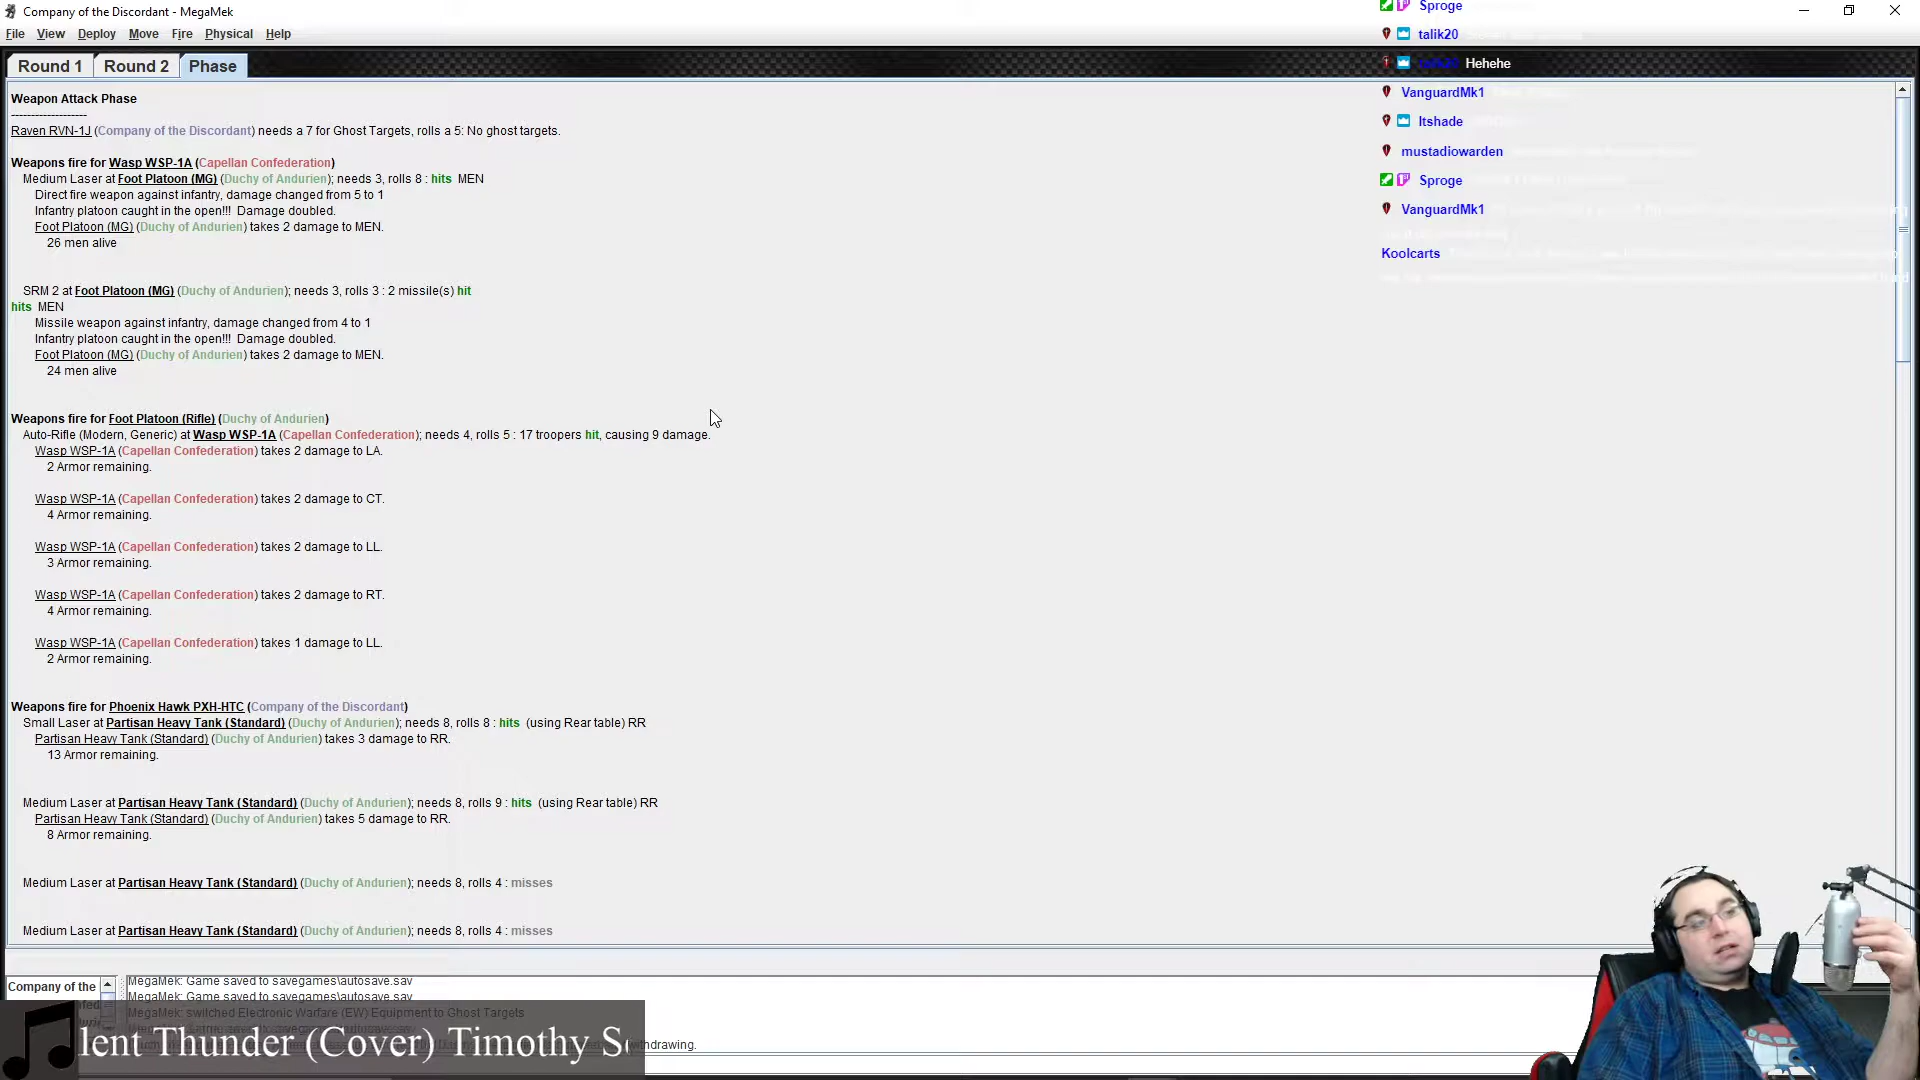 Company of the Discordant - MegaMek
File View Deploy Move Fire Physical Help
Round 1 Round 2 Phase
Weapon Attack Phase
-------------------
Raven RVN-1J (Company of the Discordant) needs a 7 for Ghost Targets, rolls a 5: No ghost targets.
Weapons fire for Wasp WSP-1A (Capellan Confederation)
Medium Laser at Foot Platoon (MG) (Duchy of Andurien); needs 3, rolls 8 : hits MEN
Direct fire weapon against infantry, damage changed from 5 to 1
Infantry platoon caught in the open!!! Damage doubled.
Foot Platoon (MG) (Duchy of Andurien) takes 2 damage to MEN.
26 men alive
SRM 2 at Foot Platoon (MG) (Duchy of Andurien); needs 3, rolls 3 : 2 missile(s) hit
hits MEN
Missile weapon against infantry, damage changed from 4 to 1
Infantry platoon caught in the open!!! Damage doubled.
Foot Platoon (MG) (Duchy of Andurien) takes 2 damage to MEN.
24 men alive
Weapons fire for Foot Platoon (Rifle) (Duchy of Andurien)
Auto-Rifle (Modern, Generic) at Wasp WSP-1A (Capellan Confederation); needs 4, rolls 5 : 17 troopers hit, causing 9 damage.
Wasp WSP-1A (Capellan Confederation) takes 2 damage to LA.
2 Armor remaining.
Wasp WSP-1A (Capellan Confederation) takes 2 damage to CT.
4 Armor remaining.
Wasp WSP-1A (Capellan Confederation) takes 2 damage to LL.
3 Armor remaining.
Wasp WSP-1A (Capellan Confederation) takes 2 damage to RT.
4 Armor remaining.
Wasp WSP-1A (Capellan Confederation) takes 1 damage to LL.
2 Armor remaining.
Weapons fire for Phoenix Hawk PXH-HTC (Company of the Discordant)
Small Laser at Partisan Heavy Tank (Standard) (Duchy of Andurien); needs 8, rolls 8 : hits (using Rear table) RR
Partisan Heavy Tank (Standard) (Duchy of Andurien) takes 3 damage to RR.
13 Armor remaining.
Medium Laser at Partisan Heavy Tank (Standard) (Duchy of Andurien); needs 8, rolls 9 : hits (using Rear table) RR
Partisan Heavy Tank (Standard) (Duchy of Andurien) takes 5 damage to RR.
8 Armor remaining.
Medium Laser at Partisan Heavy Tank (Standard) (Duchy of Andurien); needs 8, rolls 4 : misses
Medium Laser at Partisan Heavy Tank (Standard) (Duchy of Andurien); needs 8, rolls 4 : misses
Sproge
talik20
talik20 Hehehe
VanguardMk1
Itshade
mustadiowarden
Sproge
VanguardMk1
Koolcarts
Company of the
MegaMek: Game saved to savegames\autosave.sav
MegaMek: Game saved to savegames\autosave.sav
MegaMek: switched Electronic Warfare (EW) Equipment to Ghost Targets
withdrawing.
lent Thunder (Cover) Timothy